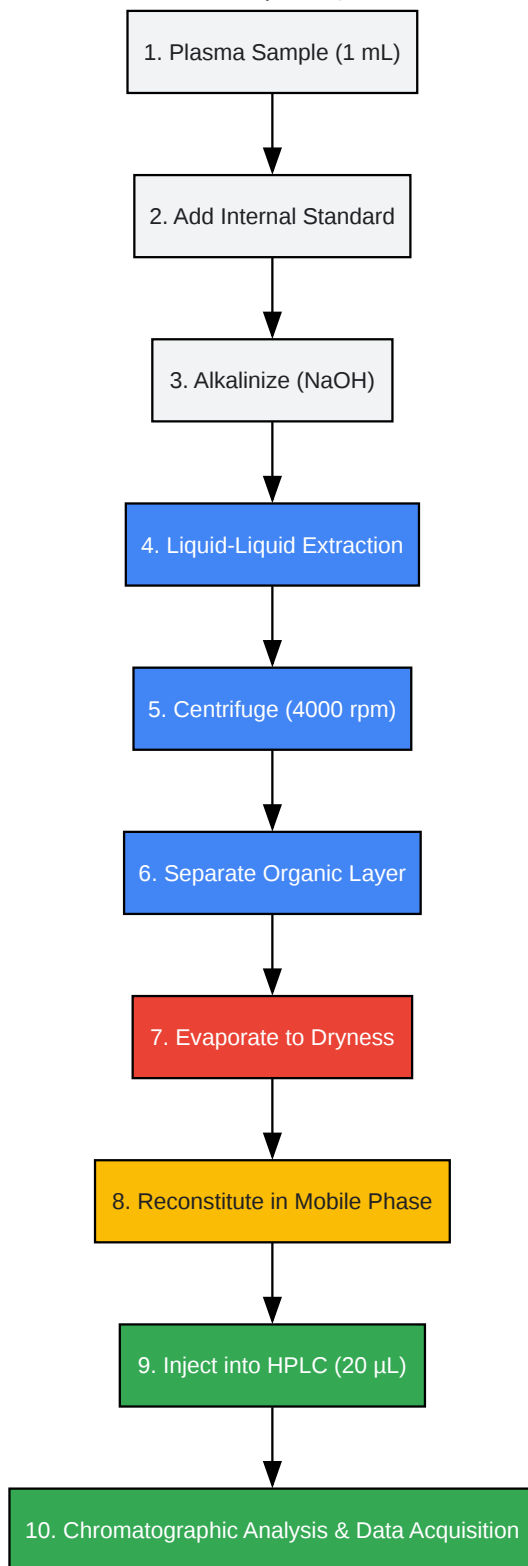 1. Plasma Sample (1 mL)
2. Add Internal Standard
3. Alkalinize (NaOH)
4. Liquid-Liquid Extraction
5. Centrifuge (4000 rpm)
6. Separate Organic Layer
7. Evaporate to Dryness
8. Reconstitute in Mobile Phase
9. Inject into HPLC (20 µL)
10. Chromatographic Analysis & Data Acquisition